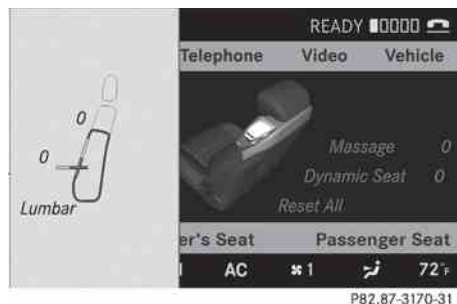 READY
Telephone Video Vehicle
0
0
Lumbar
Massage 0
Dynamic Seat 0
Reset All
er's Seat Passenger Seat
AC 1 72°F
P82.87-3170-31